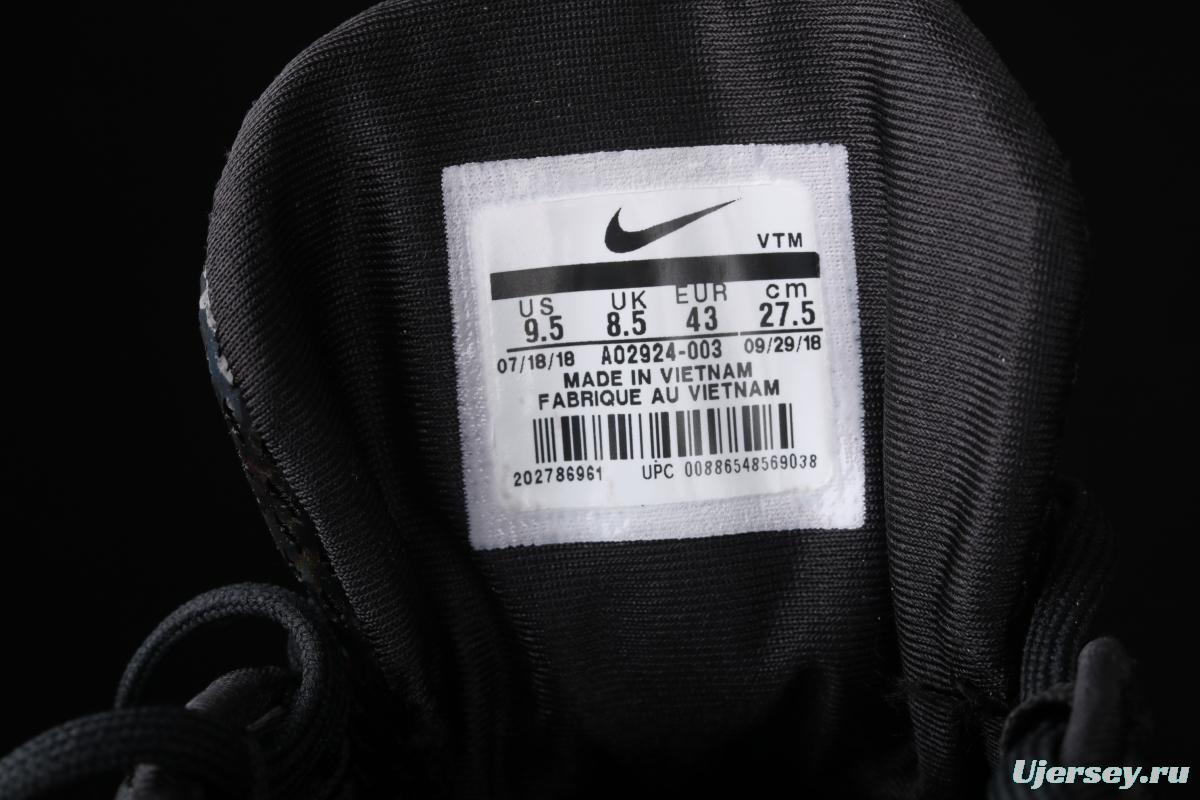 VTM
US UK EUR cm
9.5 8.5 43 27.5
07/18/18 AO2924-003 09/29/18
MADE IN VIETNAM
FABRIQUE AU VIETNAM
202786961 UPC 00886548569038
Ujersey.ru